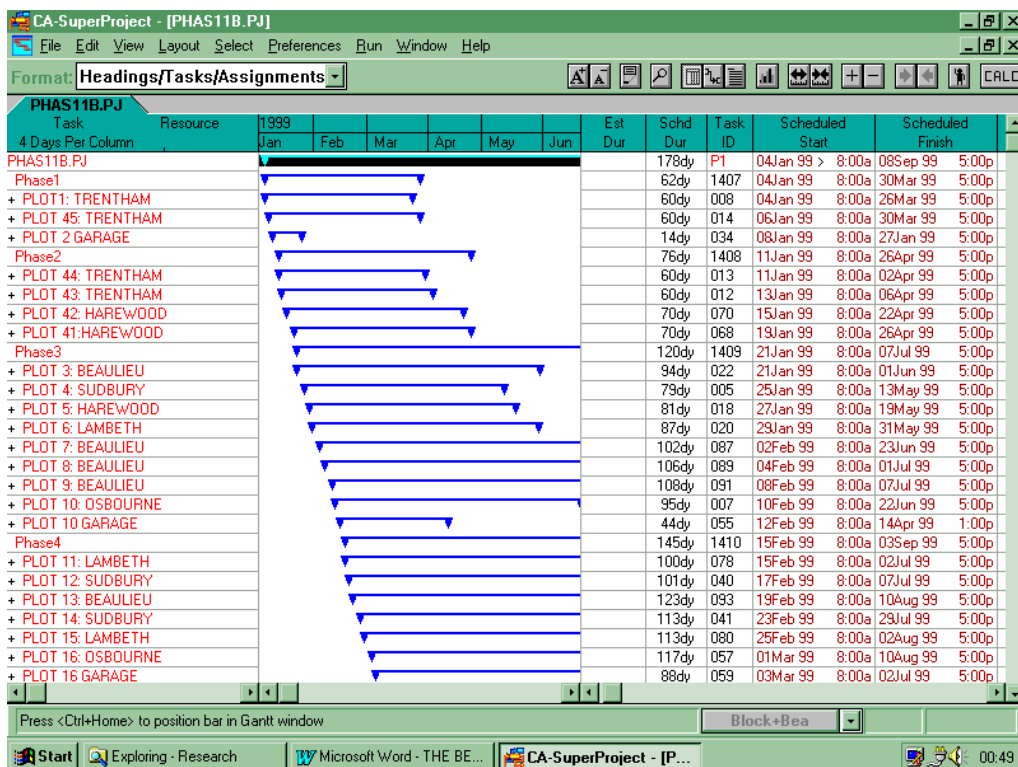 CA-SuperProject - [PHAS11B.PJ]
File Edit View Layout Select Preferences Run Window Help
Format: Headings/Tasks/Assignments CALC
PHAS11B.PJ
Task Resource 1999 Est Schd Task Scheduled Scheduled
4 Days Per Column Jan Feb Mar Apr May Jun Dur Dur ID Start Finish
PHAS11B.PJ 178dy P1 04Jan 99 > 8:00a 08Sep 99 5:00p
Phase1 62dy 1407 04Jan 99 8:00a 30Mar 99 5:00p
+ PLOT1: TRENTHAM 60dy 008 04Jan 99 8:00a 26Mar 99 5:00p
+ PLOT 45: TRENTHAM 60dy 014 06Jan 99 8:00a 30Mar 99 5:00p
+ PLOT 2 GARAGE 14dy 034 08Jan 99 8:00a 27Jan 99 5:00p
Phase2 76dy 1408 11Jan 99 8:00a 26Apr 99 5:00p
+ PLOT 44: TRENTHAM 60dy 013 11Jan 99 8:00a 02Apr 99 5:00p
+ PLOT 43: TRENTHAM 60dy 012 13Jan 99 8:00a 06Apr 99 5:00p
+ PLOT 42: HAREWOOD 70dy 070 15Jan 99 8:00a 22Apr 99 5:00p
+ PLOT 41:HAREWOOD 70dy 068 19Jan 99 8:00a 26Apr 99 5:00p
Phase3 120dy 1409 21Jan 99 8:00a 07Jul 99 5:00p
+ PLOT 3: BEAULIEU 94dy 022 21Jan 99 8:00a 01Jun 99 5:00p
+ PLOT 4: SUDBURY 79dy 005 25Jan 99 8:00a 13May 99 5:00p
+ PLOT 5: HAREWOOD 81dy 018 27Jan 99 8:00a 19May 99 5:00p
+ PLOT 6: LAMBETH 87dy 020 29Jan 99 8:00a 31May 99 5:00p
+ PLOT 7: BEAULIEU 102dy 087 02Feb 99 8:00a 23Jun 99 5:00p
+ PLOT 8: BEAULIEU 106dy 089 04Feb 99 8:00a 01Jul 99 5:00p
+ PLOT 9: BEAULIEU 108dy 091 08Feb 99 8:00a 07Jul 99 5:00p
+ PLOT 10: OSBOURNE 95dy 007 10Feb 99 8:00a 22Jun 99 5:00p
+ PLOT 10 GARAGE 44dy 055 12Feb 99 8:00a 14Apr 99 1:00p
Phase4 145dy 1410 15Feb 99 8:00a 03Sep 99 5:00p
+ PLOT 11: LAMBETH 100dy 078 15Feb 99 8:00a 02Jul 99 5:00p
+ PLOT 12: SUDBURY 101dy 040 17Feb 99 8:00a 07Jul 99 5:00p
+ PLOT 13: BEAULIEU 123dy 093 19Feb 99 8:00a 10Aug 99 5:00p
+ PLOT 14: SUDBURY 113dy 041 23Feb 99 8:00a 29Jul 99 5:00p
+ PLOT 15: LAMBETH 113dy 080 25Feb 99 8:00a 02Aug 99 5:00p
+ PLOT 16: OSBOURNE 117dy 057 01Mar 99 8:00a 10Aug 99 5:00p
+ PLOT 16 GARAGE 88dy 059 03Mar 99 8:00a 02Jul 99 5:00p
Press <Ctrl+Home> to position bar in Gantt window Block+Bea
Start Exploring - Research Microsoft Word - THE BE... CA-SuperProject - [P... 00:49